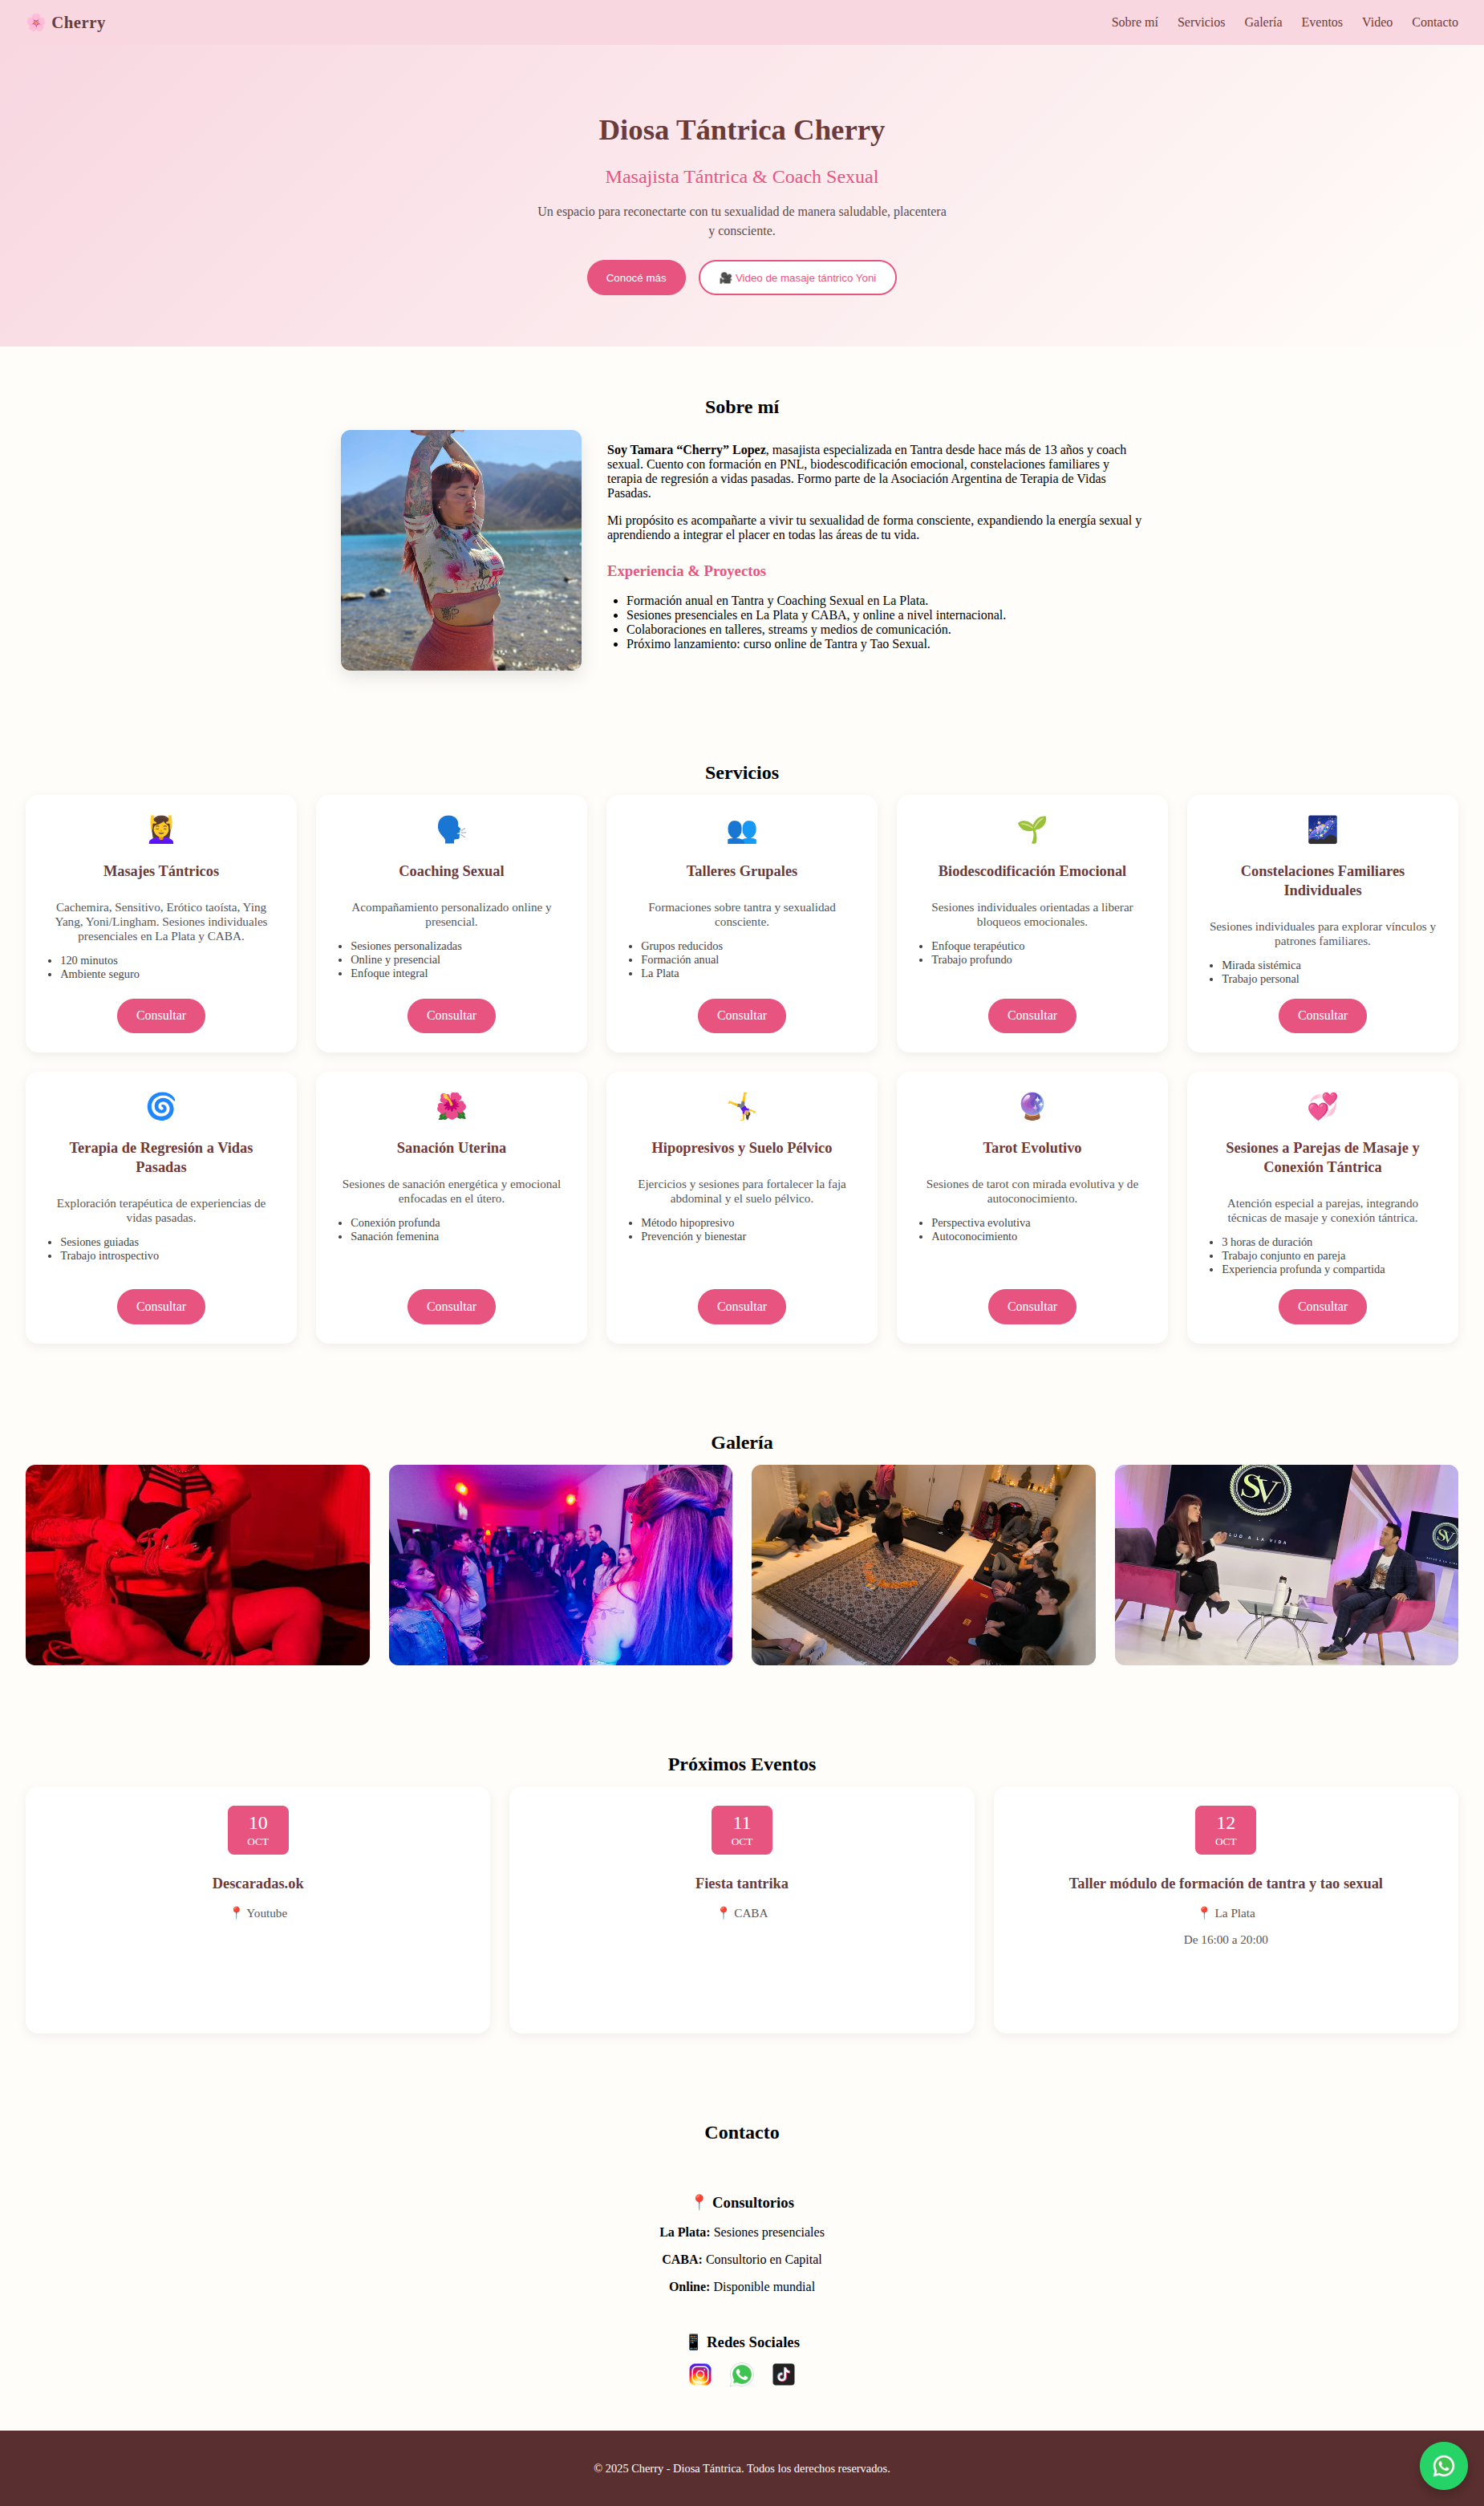 🌸 Cherry
Sobre mí
Servicios
Galería
Eventos
Video
Contacto
Diosa Tántrica Cherry
Masajista Tántrica & Coach Sexual
Un espacio para reconectarte con tu sexualidad de manera saludable, placentera
y consciente.
Conocé más
🎥 Video de masaje tántrico Yoni
Sobre mí
Soy Tamara “Cherry” Lopez, masajista especializada en Tantra desde hace más de 13 años y coach
sexual. Cuento con formación en PNL, biodescodificación emocional, constelaciones familiares y
terapia de regresión a vidas pasadas. Formo parte de la Asociación Argentina de Terapia de Vidas
Pasadas.
Mi propósito es acompañarte a vivir tu sexualidad de forma consciente, expandiendo la energía sexual y
aprendiendo a integrar el placer en todas las áreas de tu vida.
Experiencia & Proyectos
• Formación anual en Tantra y Coaching Sexual en La Plata.
• Sesiones presenciales en La Plata y CABA, y online a nivel internacional.
• Colaboraciones en talleres, streams y medios de comunicación.
• Próximo lanzamiento: curso online de Tantra y Tao Sexual.
Servicios
Masajes Tántricos
Cachemira, Sensitivo, Erótico taoísta, Ying
Yang, Yoni/Lingham. Sesiones individuales
presenciales en La Plata y CABA.
• 120 minutos
• Ambiente seguro
Consultar
Coaching Sexual
Acompañamiento personalizado online y
presencial.
• Sesiones personalizadas
• Online y presencial
• Enfoque integral
Consultar
Talleres Grupales
Formaciones sobre tantra y sexualidad
consciente.
• Grupos reducidos
• Formación anual
• La Plata
Consultar
Biodescodificación Emocional
Sesiones individuales orientadas a liberar
bloqueos emocionales.
• Enfoque terapéutico
• Trabajo profundo
Consultar
Constelaciones Familiares
Individuales
Sesiones individuales para explorar vínculos y
patrones familiares.
• Mirada sistémica
• Trabajo personal
Consultar
Terapia de Regresión a Vidas
Pasadas
Exploración terapéutica de experiencias de
vidas pasadas.
• Sesiones guiadas
• Trabajo introspectivo
Consultar
Sanación Uterina
Sesiones de sanación energética y emocional
enfocadas en el útero.
• Conexión profunda
• Sanación femenina
Consultar
Hipopresivos y Suelo Pélvico
Ejercicios y sesiones para fortalecer la faja
abdominal y el suelo pélvico.
• Método hipopresivo
• Prevención y bienestar
Consultar
Tarot Evolutivo
Sesiones de tarot con mirada evolutiva y de
autoconocimiento.
• Perspectiva evolutiva
• Autoconocimiento
Consultar
Sesiones a Parejas de Masaje y
Conexión Tántrica
Atención especial a parejas, integrando
técnicas de masaje y conexión tántrica.
• 3 horas de duración
• Trabajo conjunto en pareja
• Experiencia profunda y compartida
Consultar
Galería
SV
SV
Próximos Eventos
10
OCT
Descaradas.ok
📍 Youtube
11
OCT
Fiesta tantrika
📍 CABA
12
OCT
Taller módulo de formación de tantra y tao sexual
📍 La Plata
De 16:00 a 20:00
Contacto
📍 Consultorios
La Plata: Sesiones presenciales
CABA: Consultorio en Capital
Online: Disponible mundial
📱 Redes Sociales
© 2025 Cherry - Diosa Tántrica. Todos los derechos reservados.